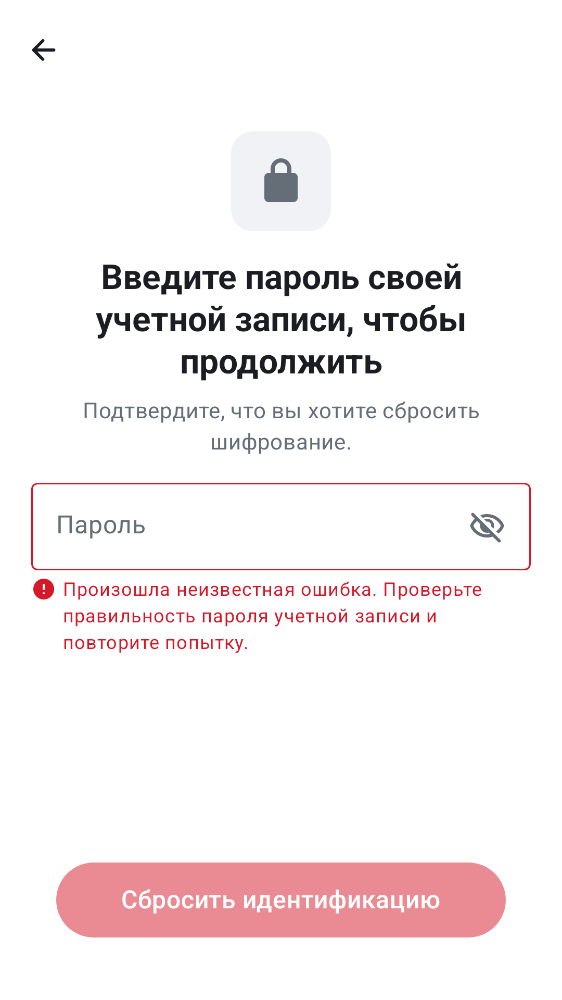 Введите пароль своей
учетной записи, чтобы
продолжить
Подтвердите, что вы хотите сбросить
шифрование.
Пароль
Произошла неизвестная ошибка. Проверьте
правильность пароля учетной записи и
повторите попытку.
Сбросить идентификацию